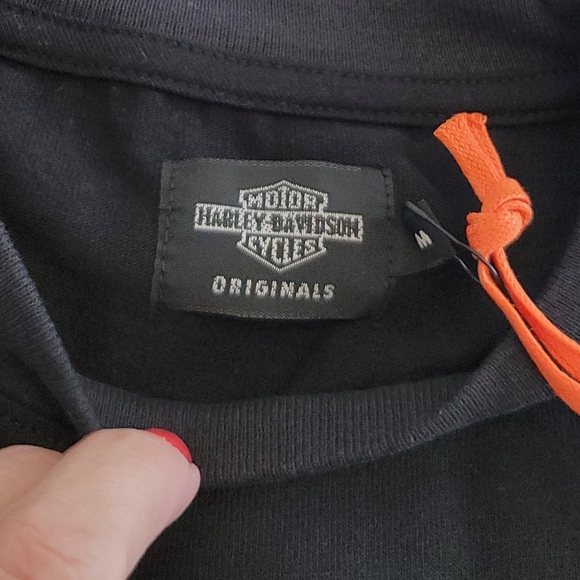 MOTOR
HARLEY-DAVIDSON
CYCLES
ORIGINALS
M